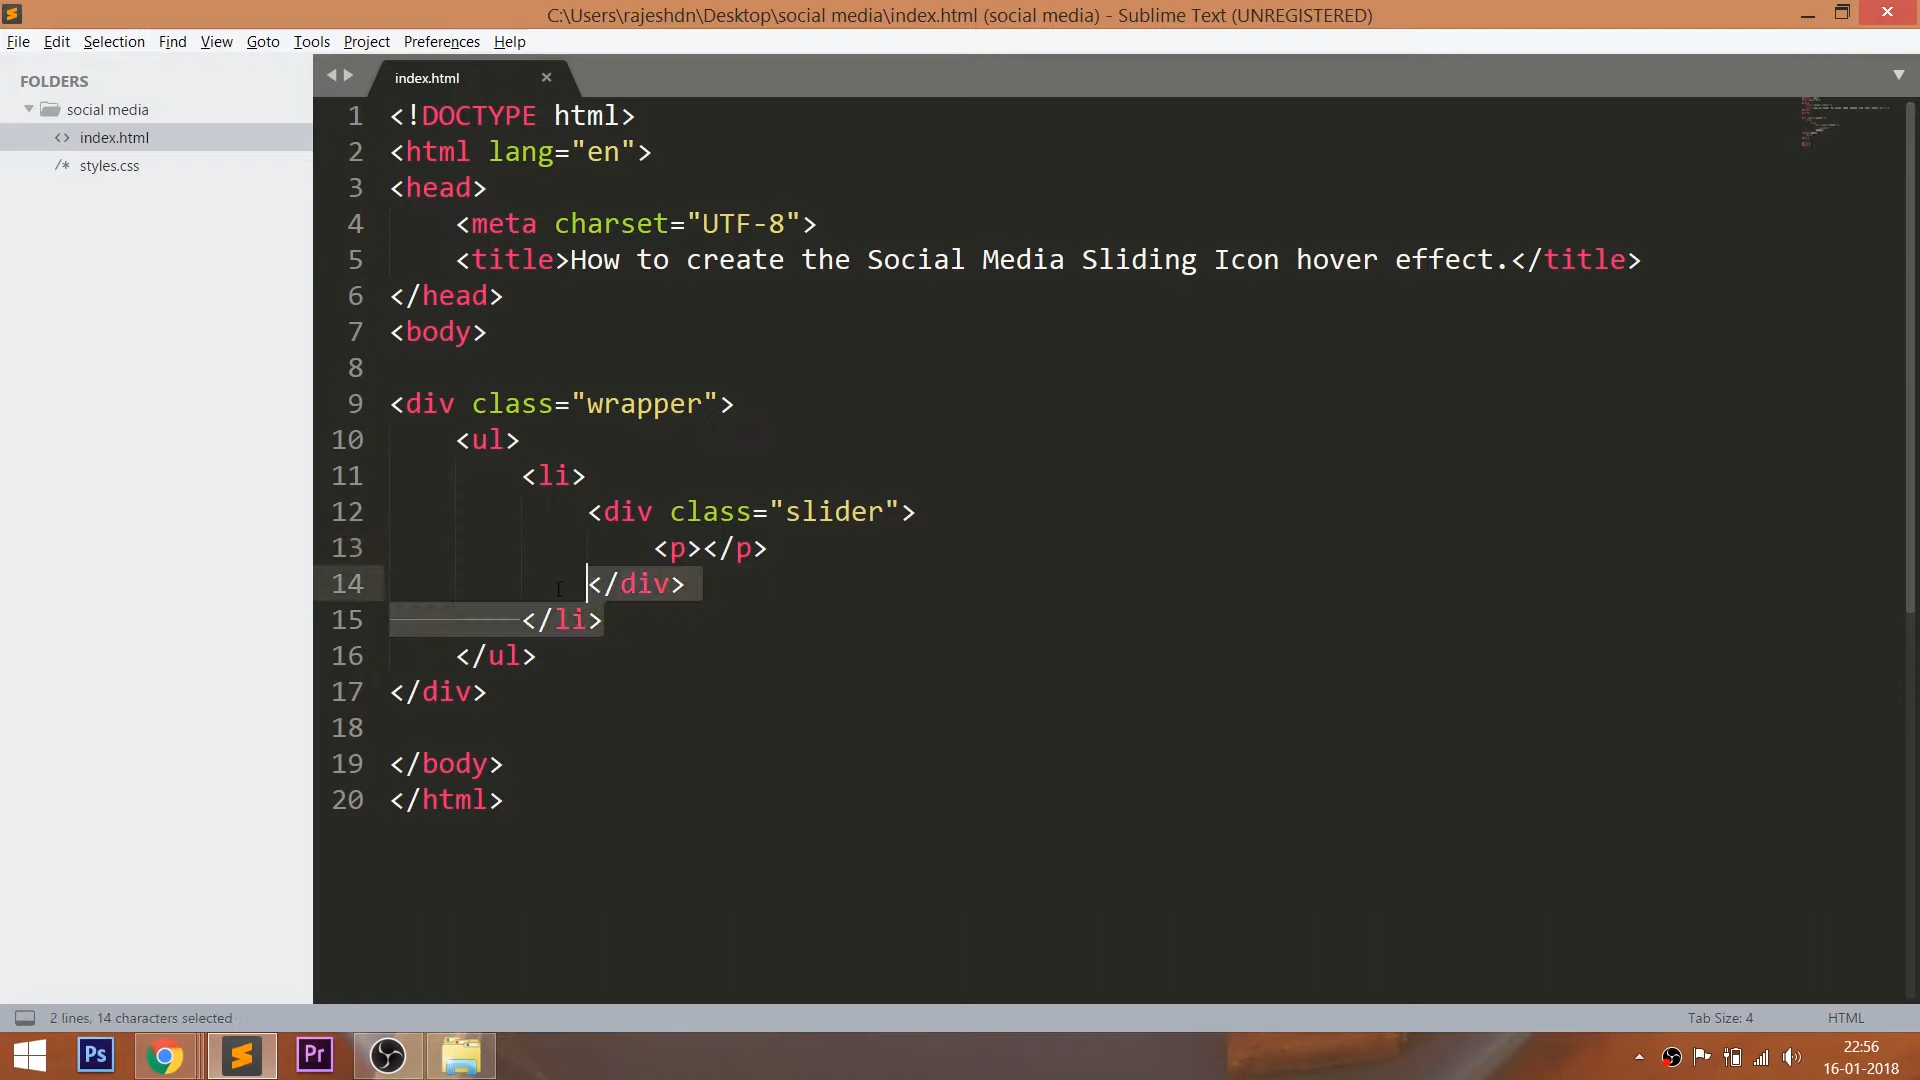 C:\Users\rajeshdn\Desktop\social media\index.html (social media) - Sublime Text (UNREGISTERED)
File Edit Selection Find View Goto Tools Project Preferences Help
FOLDERS
social media
index.html
styles.css
index.html
1 <!DOCTYPE html>
2 <html lang="en">
3 <head>
4 <meta charset="UTF-8">
5 <title>How to create the Social Media Sliding Icon hover effect.</title>
6 </head>
7 <body>
8
9 <div class="wrapper">
10 <ul>
11 <li>
12 <div class="slider">
13 <p></p>
14 </div>
15 </li>
16 </ul>
17 </div>
18
19 </body>
20 </html>
2 lines, 14 characters selected
Tab Size: 4
HTML
Ps
Pr
22:56
16-01-2018